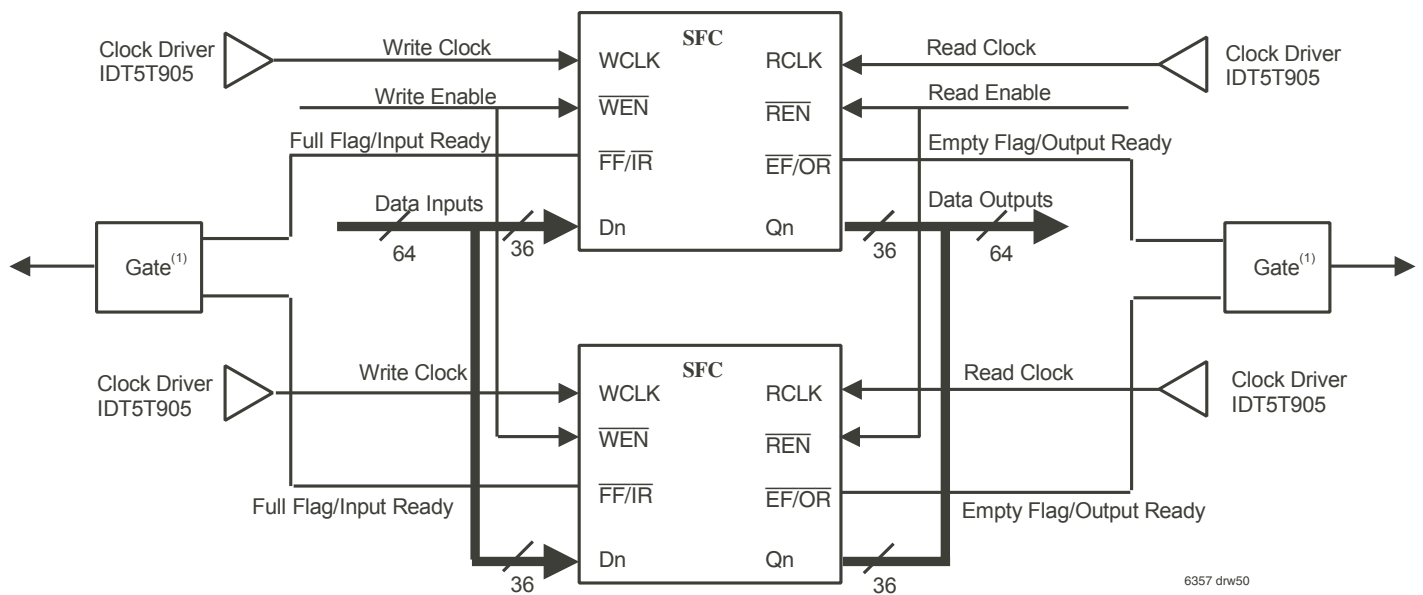 Clock Driver
IDT5T905
Write Clock
Write Enable
Full Flag/Input Ready
Data Inputs
64
36
SFC
WCLK
RCLK
WEN
REN
FF/IR
EF/OR
Dn
Qn
Read Clock
Read Enable
Empty Flag/Output Ready
Data Outputs
36
64
Clock Driver
IDT5T905
Gate(1)
Gate(1)
Clock Driver
IDT5T905
Write Clock
Full Flag/Input Ready
36
SFC
WCLK
RCLK
WEN
REN
FF/IR
EF/OR
Dn
Qn
Read Clock
Empty Flag/Output Ready
36
Clock Driver
IDT5T905
6357 drw50